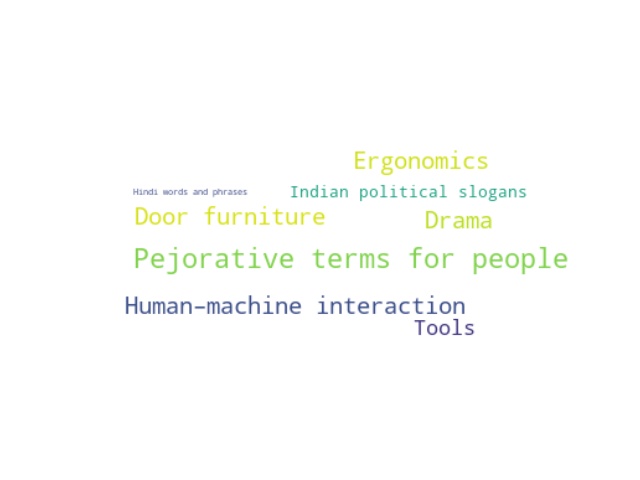 Ergonomics
Hindi words and phrases
Indian political slogans
Door furniture
Drama
Pejorative terms for people
Human–machine interaction
Tools